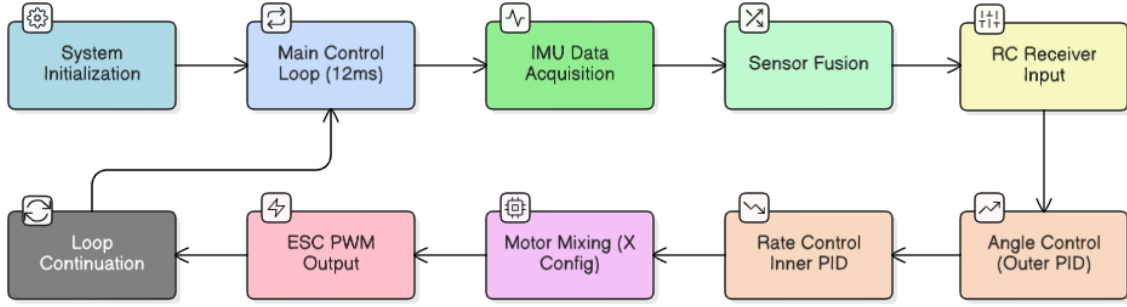 System
Initialization
Main Control
Loop (12ms)
IMU Data
Acquisition
Sensor Fusion
RC Receiver
Input
Loop
Continuation
ESC PWM
Output
Motor Mixing (X
Config)
Rate Control
Inner PID
Angle Control
(Outer PID)